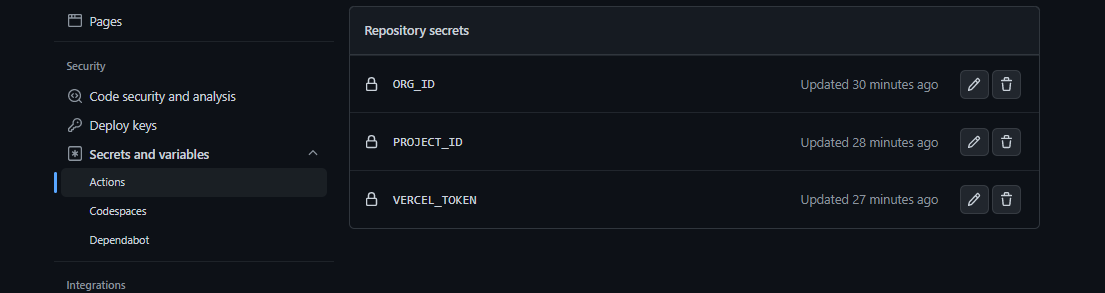 Pages
Security
Code security and analysis
Deploy keys
Secrets and variables
Actions
Codespaces
Dependabot
Integrations
Repository secrets
ORG_ID Updated 30 minutes ago
PROJECT_ID Updated 28 minutes ago
VERCEL_TOKEN Updated 27 minutes ago